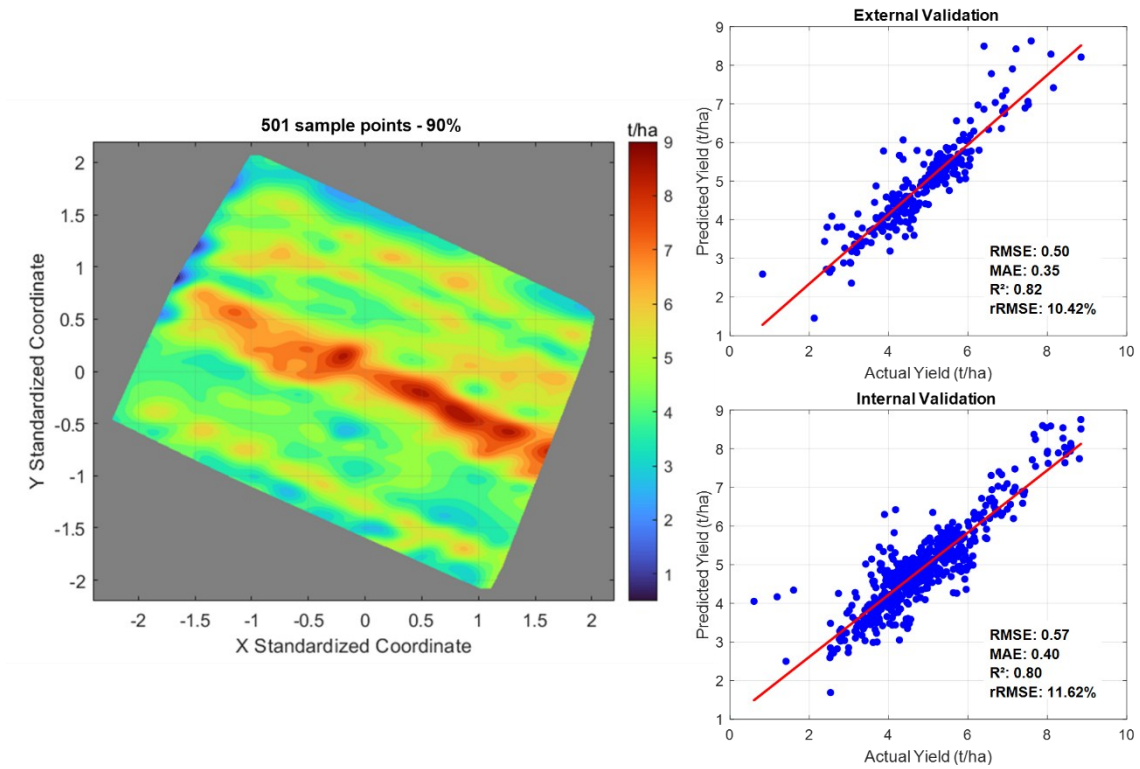 501 sample points - 90%
t/ha
Y Standardized Coordinate
2
1.5
1
0.5
0
-0.5
-1
-1.5
-2
-2 -1.5 -1 -0.5 0 0.5 1 1.5 2
X Standardized Coordinate
9
8
7
6
5
4
3
2
1
External Validation
Predicted Yield (t/ha)
9
8
7
6
5
4
3
2
1
RMSE: 0.50
MAE: 0.35
R²: 0.82
rRMSE: 10.42%
0 2 4 6 8 10
Actual Yield (t/ha)
Internal Validation
Predicted Yield (t/ha)
9
8
7
6
5
4
3
2
1
RMSE: 0.57
MAE: 0.40
R²: 0.80
rRMSE: 11.62%
0 2 4 6 8 10
Actual Yield (t/ha)